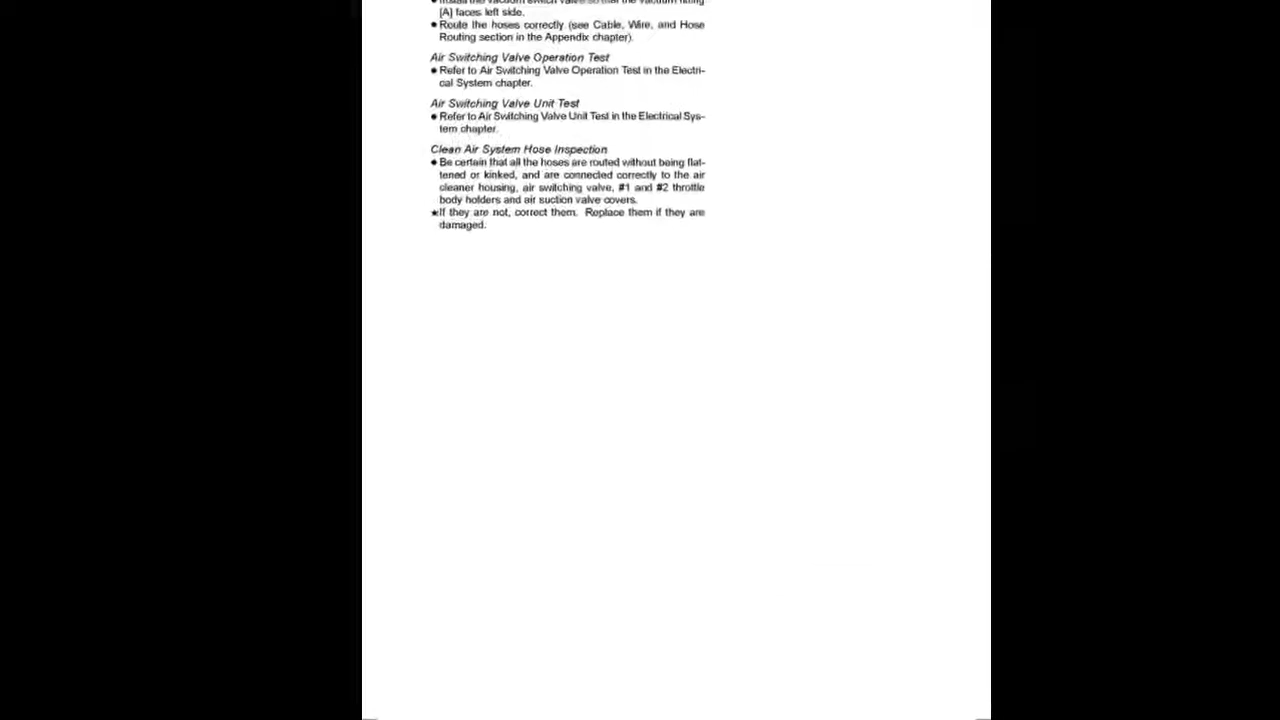 [A] faces left side.
● Route the hoses correctly (see Cable, Wire, and Hose
Routing section in the Appendix chapter).
Air Switching Valve Operation Test
● Refer to Air Switching Valve Operation Test in the Electri-
cal System chapter.
Air Switching Valve Unit Test
● Refer to Air Switching Valve Unit Test in the Electrical Sys-
tem chapter.
Clean Air System Hose Inspection
● Be certain that all the hoses are routed without being flat-
tened or kinked, and are connected correctly to the air
cleaner housing, air switching valve, #1 and #2 throttle
body holders and air suction valve covers.
★If they are not, correct them. Replace them if they are
damaged.